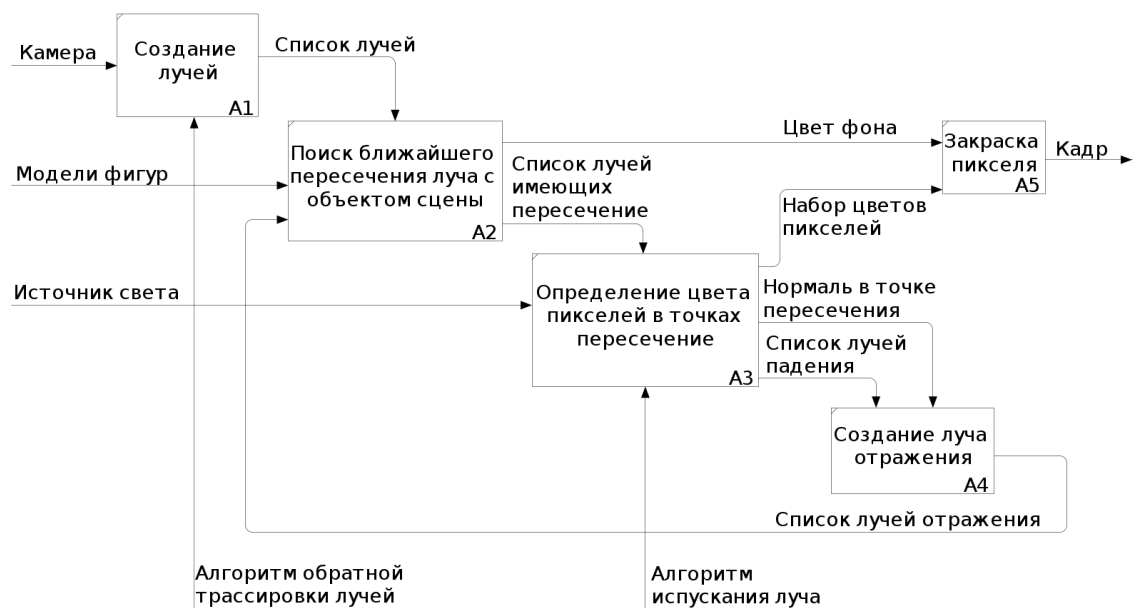 Камера
Создание
лучей
A1
Список лучей
Модели фигур
Поиск ближайшего
пересечения луча с
объектом сцены
A2
Цвет фона
Закраска
пикселя
A5
Кадр
Список лучей
имеющих
пересечение
Набор цветов
пикселей
Источник света
Определение цвета
пикселей в точках
пересечение
A3
Нормаль в точке
пересечения
Список лучей
падения
Создание луча
отражения
A4
Список лучей отражения
Алгоритм обратной
трассировки лучей
Алгоритм
испускания луча